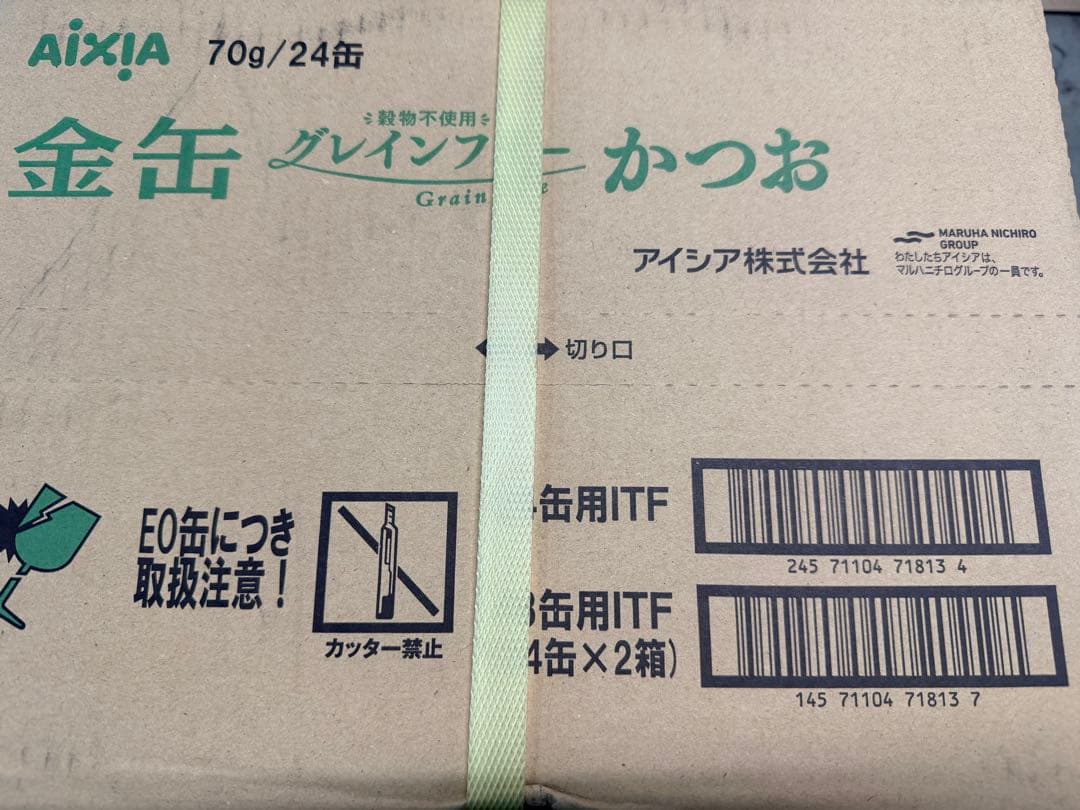 AIXIA 70g/24缶
穀物不使用
金缶 グレインフ ー かつお
Grain e
アイシア株式会社
MARUHA NICHIRO
GROUP
わたしたちアイシアは、
マルハニチログループの一員です。
切り口
EO缶につき
取扱注意!
カッター禁止
缶用ITF
245 71104 71813 4
8缶用ITF
4缶×2箱)
145 71104 71813 7